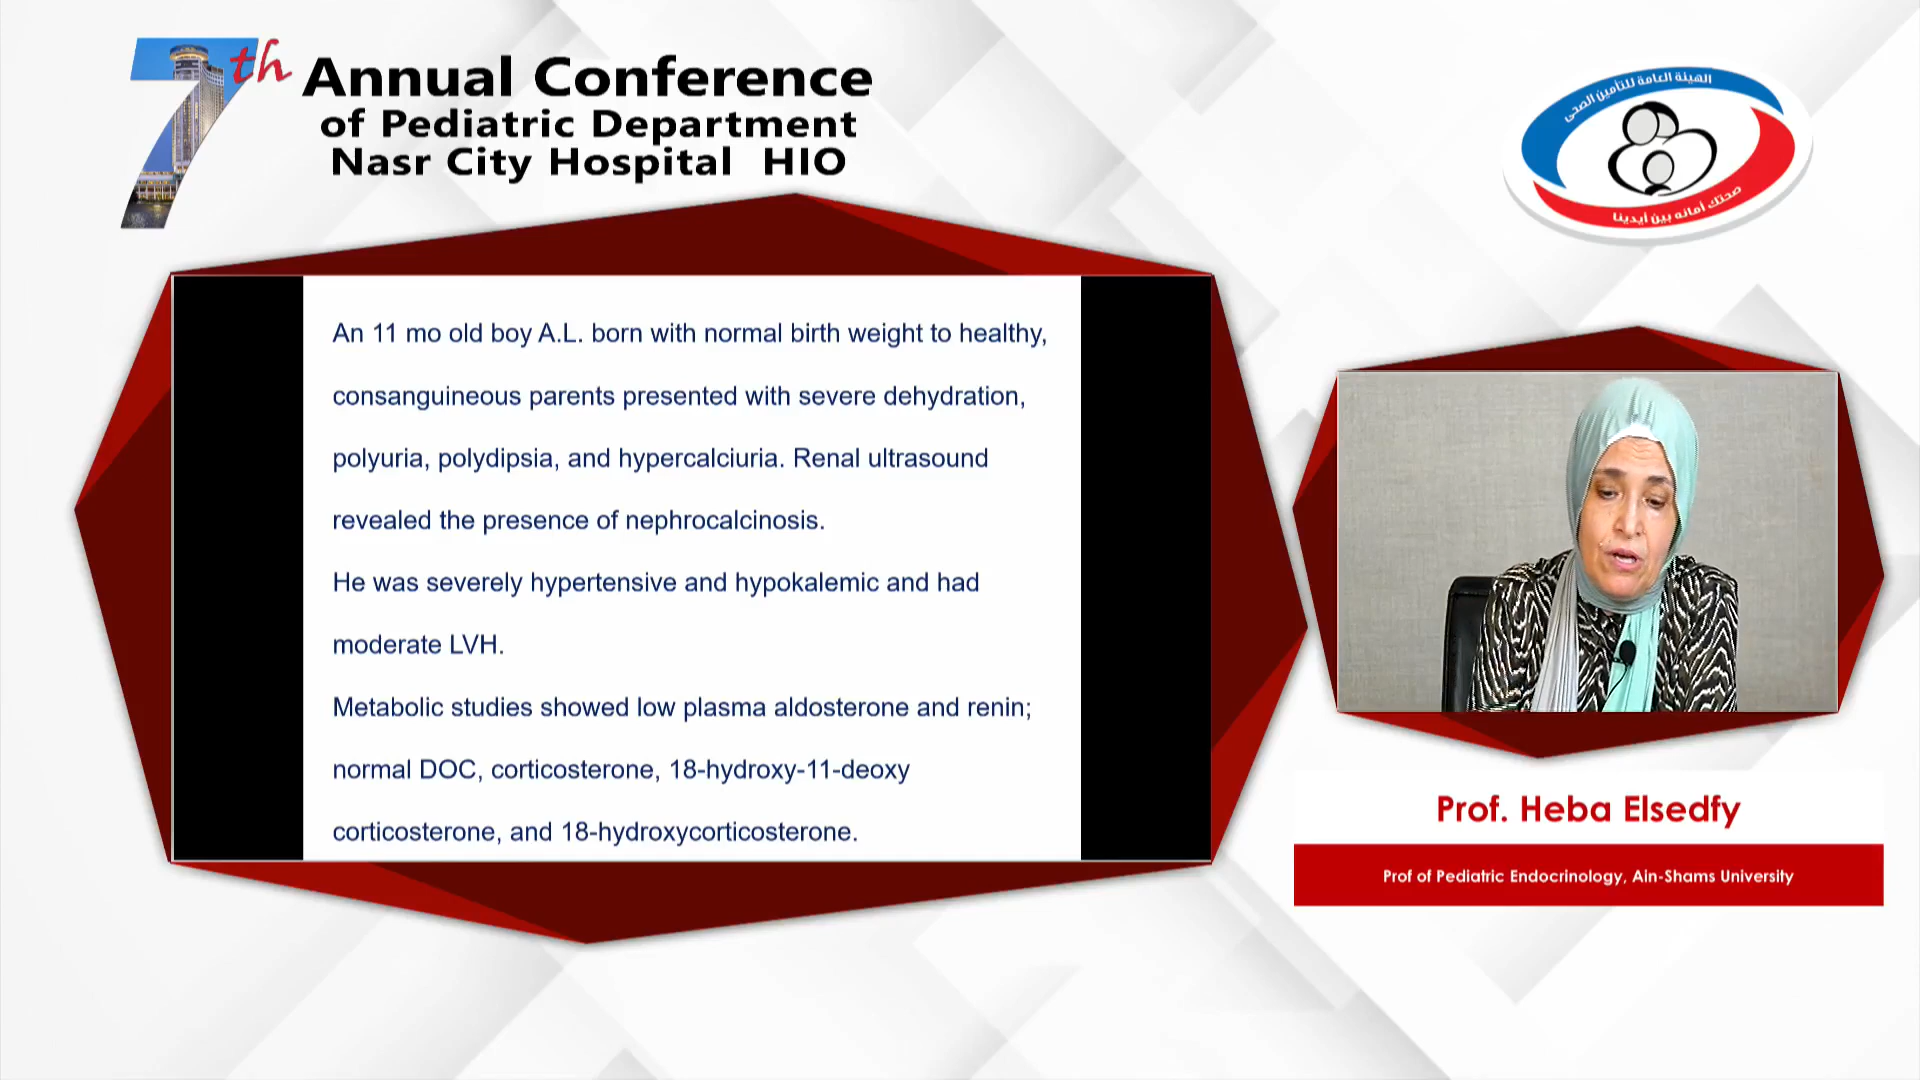 7th Annual Conference
of Pediatric Department
Nasr City Hospital HIO
الهيئة العامة للتأمين الصحى
صحتك أمانه بين أيدينا
An 11 mo old boy A.L. born with normal birth weight to healthy,
consanguineous parents presented with severe dehydration,
polyuria, polydipsia, and hypercalciuria. Renal ultrasound
revealed the presence of nephrocalcinosis.
He was severely hypertensive and hypokalemic and had
moderate LVH.
Metabolic studies showed low plasma aldosterone and renin;
normal DOC, corticosterone, 18-hydroxy-11-deoxy
corticosterone, and 18-hydroxycorticosterone.
Prof. Heba Elsedfy
Prof of Pediatric Endocrinology, Ain-Shams University